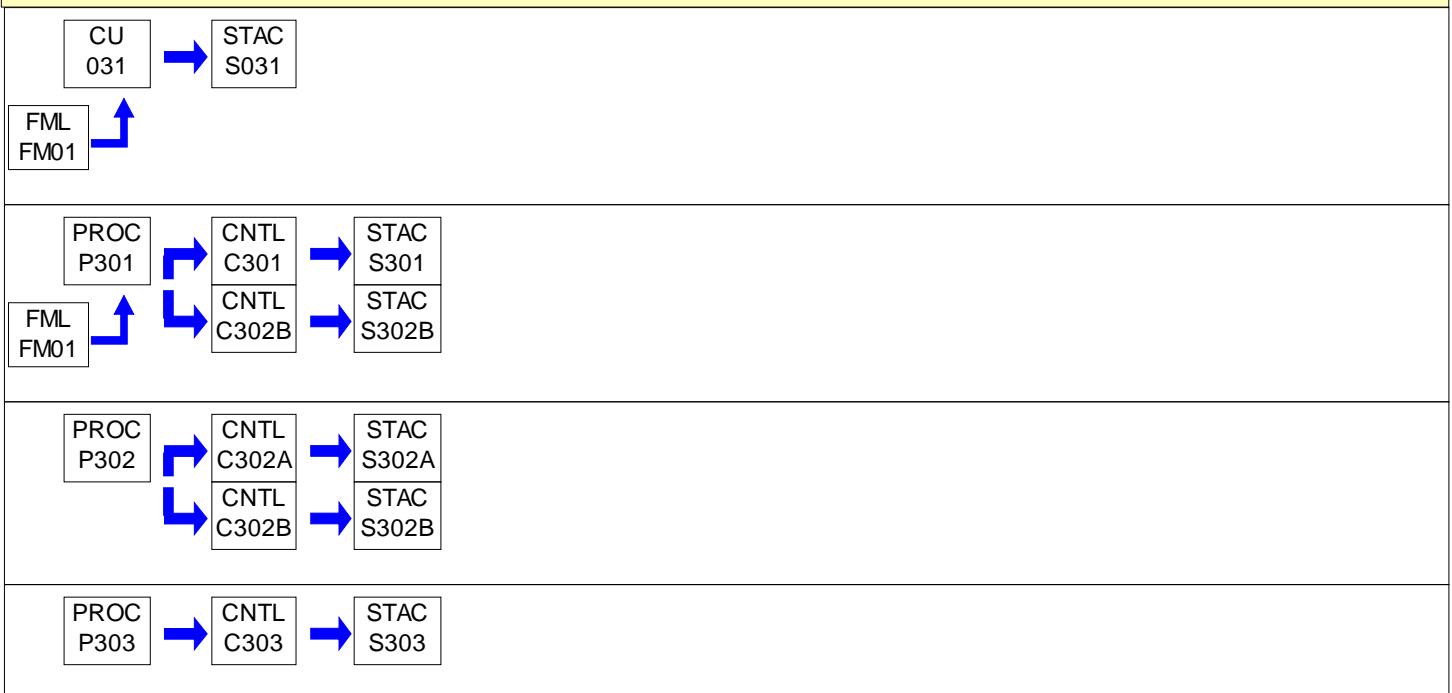 CU
031
STAC
S031
FML
FM01
PROC
P301
CNTL
C301
STAC
S301
CNTL
C302B
STAC
S302B
FML
FM01
PROC
P302
CNTL
C302A
STAC
S302A
CNTL
C302B
STAC
S302B
PROC
P303
CNTL
C303
STAC
S303